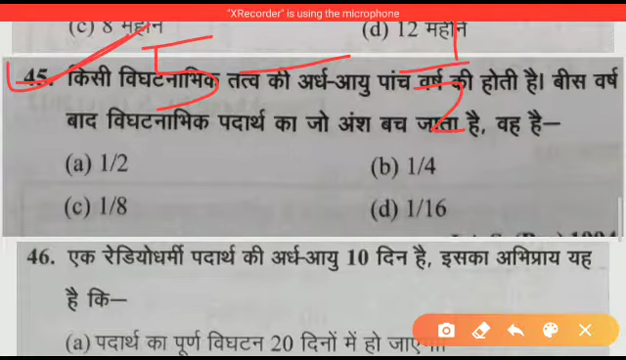 "XRecorder" is using the microphone
(c) 8 महीने (d) 12 महीने
45. किसी विघटनाभिक तत्व की अर्ध-आयु पांच वर्ष की होती है। बीस वर्ष
बाद विघटनाभिक पदार्थ का जो अंश बच जाता है, वह है—
(a) 1/2 (b) 1/4
(c) 1/8 (d) 1/16
46. एक रेडियोधर्मी पदार्थ की अर्ध-आयु 10 दिन है, इसका अभिप्राय यह
है कि—
(a) पदार्थ का पूर्ण विघटन 20 दिनों में हो